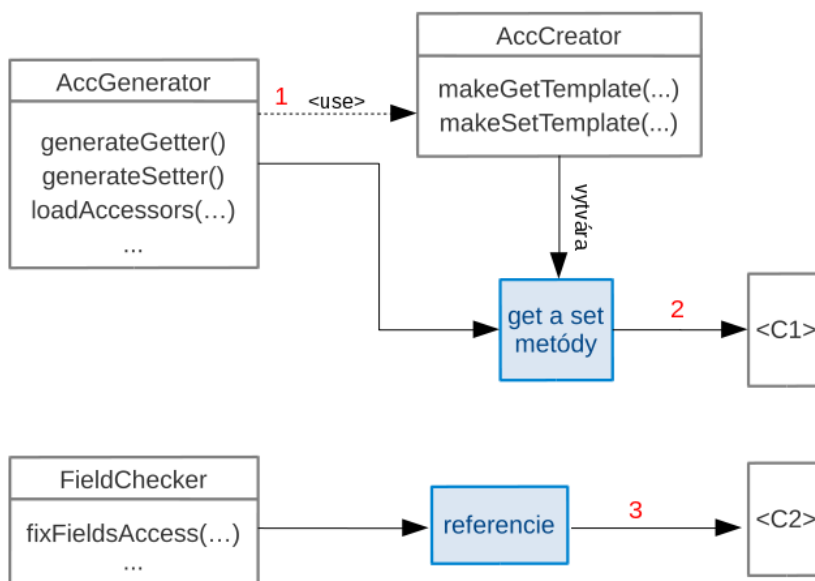 AccCreator
makeGetTemplate(...)
makeSetTemplate(...)
AccGenerator
generateGetter()
generateSetter()
loadAccessors(…)
...
1
<use>
vytvára
get a set
metódy
2
<C1>
FieldChecker
fixFieldsAccess(…)
...
referencie
3
<C2>